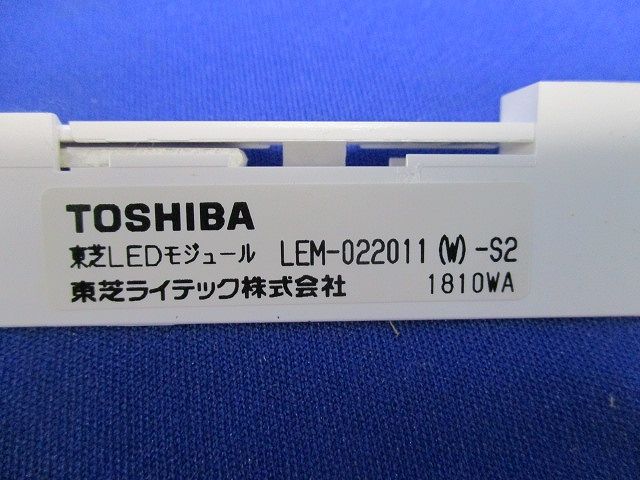 TOSHIBA
東芝LEDモジュール LEM-022011(W)-S2
東芝ライテック株式会社 1810WA